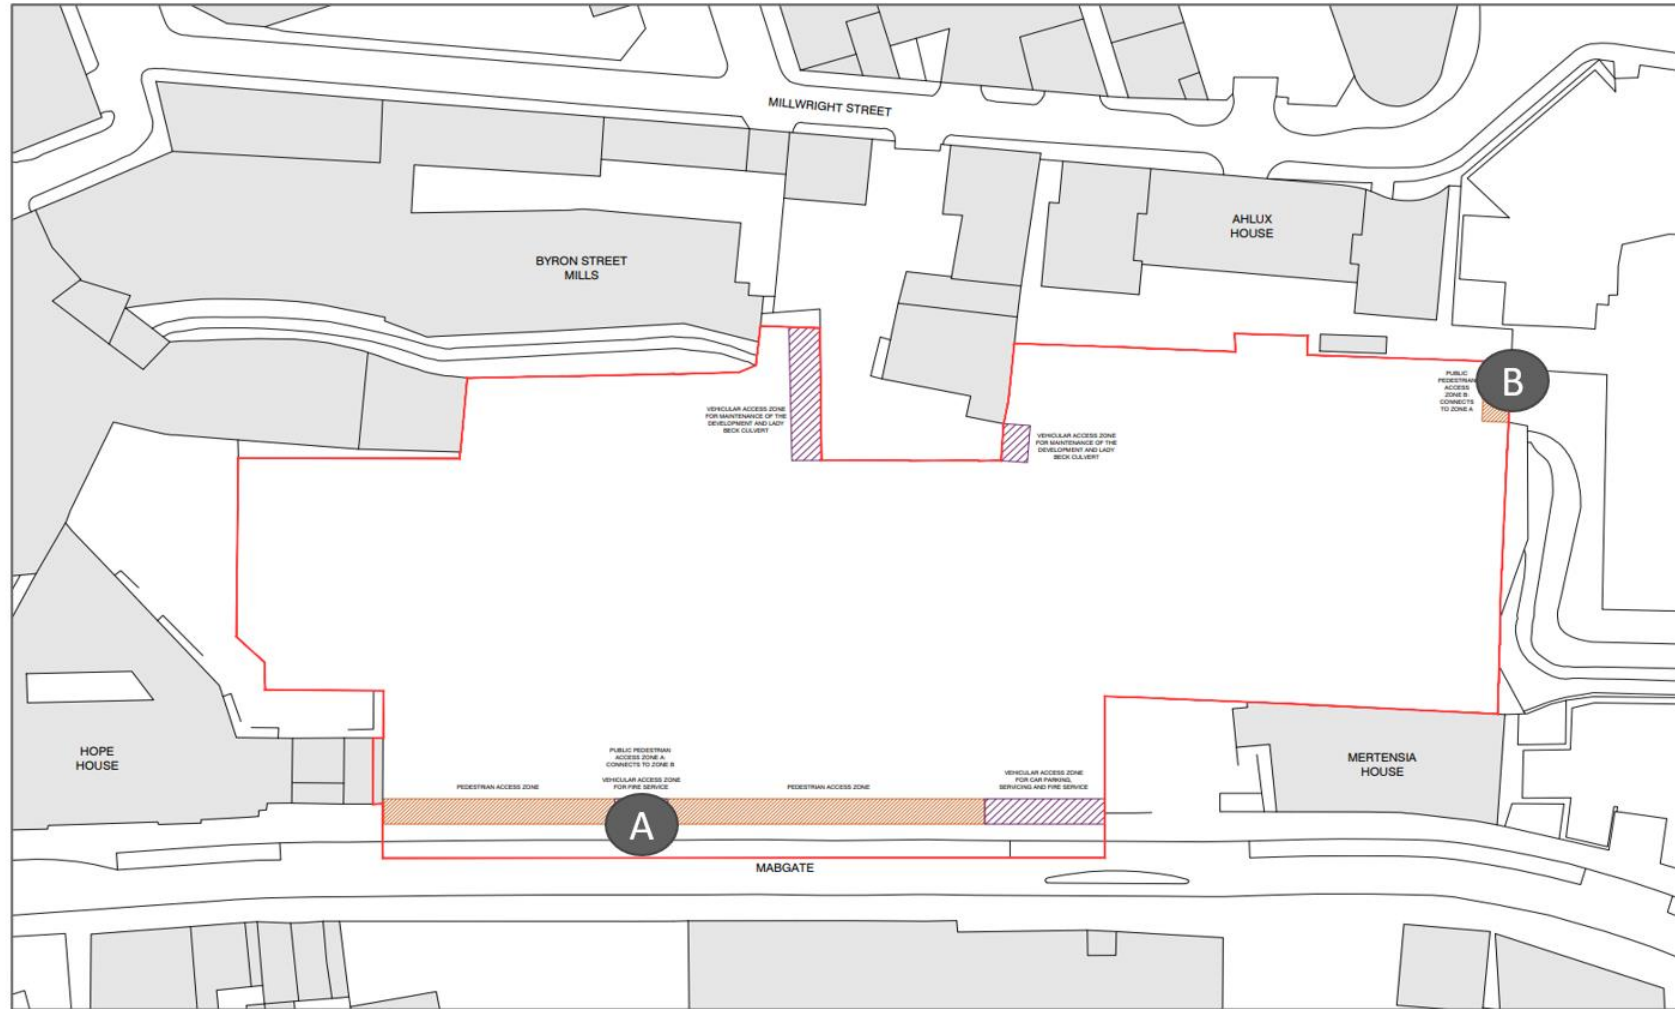 MILLWRIGHT STREET
AHLUX
HOUSE
BYRON STREET
MILLS
PUBLIC
PEDESTRIAN
ACCESS
ZONE B:
CONNECTS
TO ZONE A
B
VEHICULAR ACCESS ZONE
FOR MAINTENANCE OF THE
DEVELOPMENT AND LADY
BECK CULVERT
VEHICULAR ACCESS ZONE
FOR MAINTENANCE OF THE
DEVELOPMENT AND LADY
BECK CULVERT
HOPE
HOUSE
PUBLIC PEDESTRIAN
ACCESS ZONE A:
CONNECTS TO ZONE B
PEDESTRIAN ACCESS ZONE
VEHICULAR ACCESS ZONE
FOR FIRE SERVICE
PEDESTRIAN ACCESS ZONE
VEHICULAR ACCESS ZONE
FOR CAR PARKING,
SERVICING AND FIRE SERVICE
MERTENSIA
HOUSE
A
MABGATE